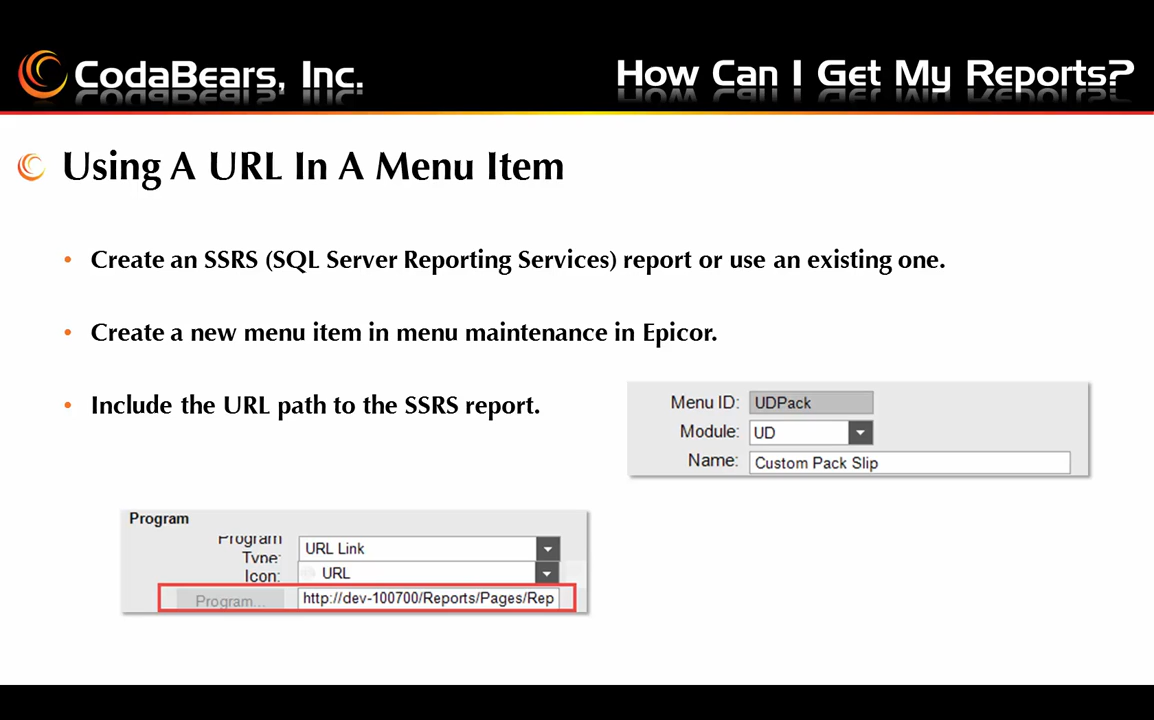 CodaBears, Inc.
How Can I Get My Reports?
Using A URL In A Menu Item
• Create an SSRS (SQL Server Reporting Services) report or use an existing one.
• Create a new menu item in menu maintenance in Epicor.
• Include the URL path to the SSRS report.
Menu ID: UDPack
Module: UD
Name: Custom Pack Slip
Program
Program Type: URL Link
Icon: URL
Program... http://dev-100700/Reports/Pages/Rep